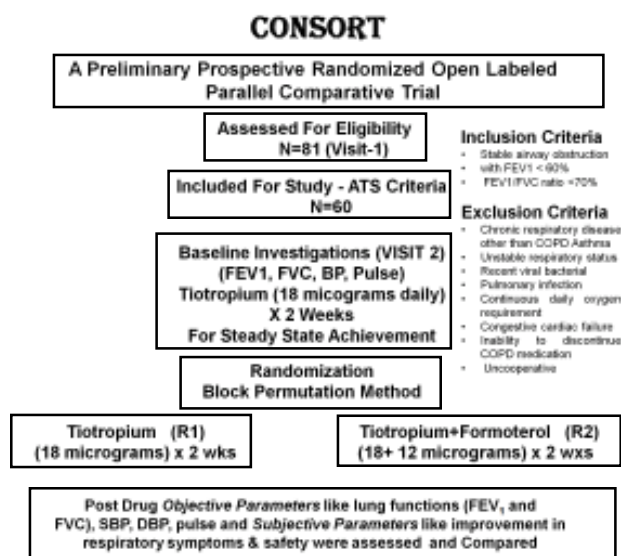 CONSORT
A Preliminary Prospective Randomized Open Labeled
Parallel Comparative Trial
Assessed For Eligibility
N=81 (Visit-1)
Included For Study - ATS Criteria
N=60
Inclusion Criteria
• Stable airway obstruction
• with FEV1 < 60%
• FEV1/FVC ratio <70%
Exclusion Criteria
• Chronic respiratory disease
other than COPD Asthma
• Unstable respiratory status
• Recent viral bacterial
• Pulmonary infection
• Continuous daily oxygen
requirement
• Congestive cardiac failure
• Inability to discontinue
COPD medication
• Uncooperative
Baseline Investigations (VISIT 2)
(FEV1, FVC, BP, Pulse)
Tiotropium (18 micograms daily)
X 2 Weeks
For Steady State Achievement
Randomization
Block Permutation Method
Tiotropium (R1)
(18 micrograms) x 2 wks
Tiotropium+Formoterol (R2)
(18+ 12 micrograms) x 2 wxs
Post Drug Objective Parameters like lung functions (FEV₁ and
FVC), SBP, DBP, pulse and Subjective Parameters like improvement in
respiratory symptoms & safety were assessed and Compared